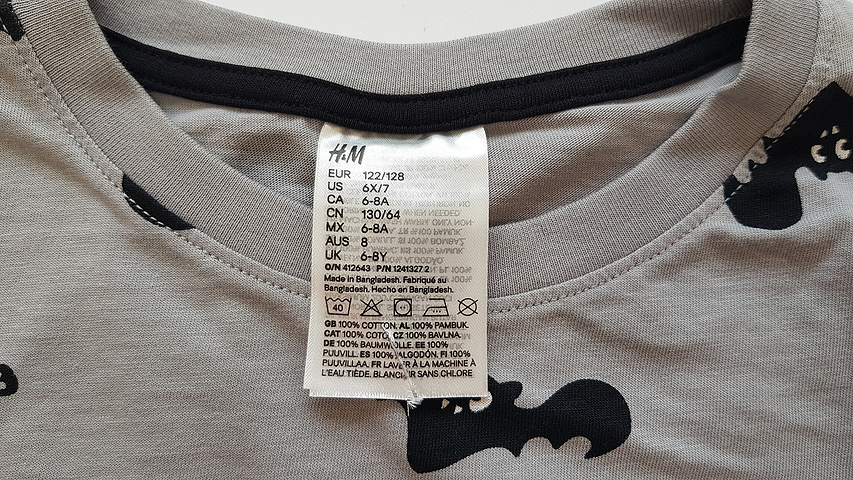 H&M
EUR 122/128
US 6X/7
CA 6-8A
CN 130/64
MX 6-8A
AUS 8
UK 6-8Y
O/N 412643 P/N 1241327 2
Made in Bangladesh. Fabriqué au
Bangladesh. Hecho en Bangladesh.
40
GB 100% COTTON. AL 100% PAMBUK.
CAT 100% COTÓ. CZ 100% BAVLNA.
DE 100% BAUMWOLLE. EE 100%
PUUVILL. ES 100% ALGODÓN. FI 100%
PUUVILLAA. FR LAVER À LA MACHINE À
L'EAU TIÈDE. BLANCHIR SANS CHLORE